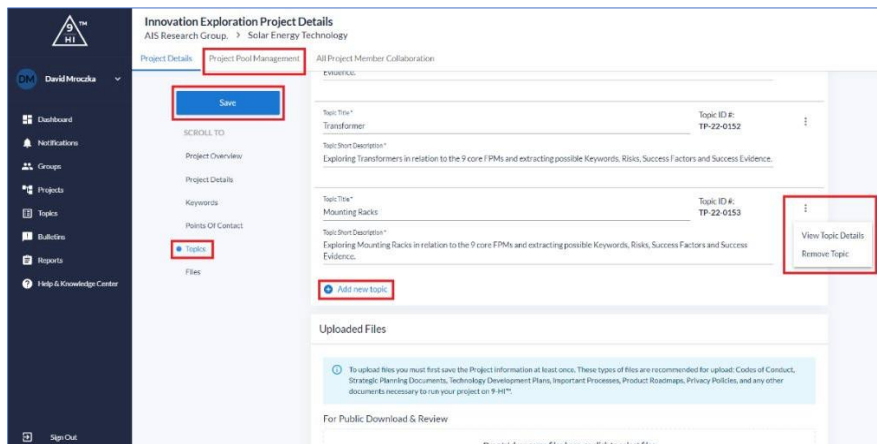 9
HI
TM
DM David Mroczka
Dashboard
Notifications
Groups
Projects
Topics
Bulletins
Reports
Help & Knowledge Center
Sign Out
Innovation Exploration Project Details
AIS Research Group. > Solar Energy Technology
Project Details Project Pool Management All Project Member Collaboration
Save
SCROLL TO
Project Overview
Project Details
Keywords
Points Of Contact
Topics
Files
Evidence.
Topic Title*
Transformer
Topic ID #:
TP-22-0152
Topic Short Description*
Exploring Transformers in relation to the 9 core FPMs and extracting possible Keywords, Risks, Success Factors and Success Evidence.
Topic Title*
Mounting Racks
Topic ID #:
TP-22-0153
Topic Short Description*
Exploring Mounting Racks in relation to the 9 core FPMs and extracting possible Keywords, Risks, Success Factors and Success
Evidence.
View Topic Details
Remove Topic
Add new topic
Uploaded Files
To upload files you must first save the Project information at least once. These types of files are recommended for upload: Codes of Conduct,
Strategic Planning Documents, Technology Development Plans, Important Processes, Product Roadmaps, Privacy Policies, and any other
documents necessary to run your project on 9-HI™.
For Public Download & Review